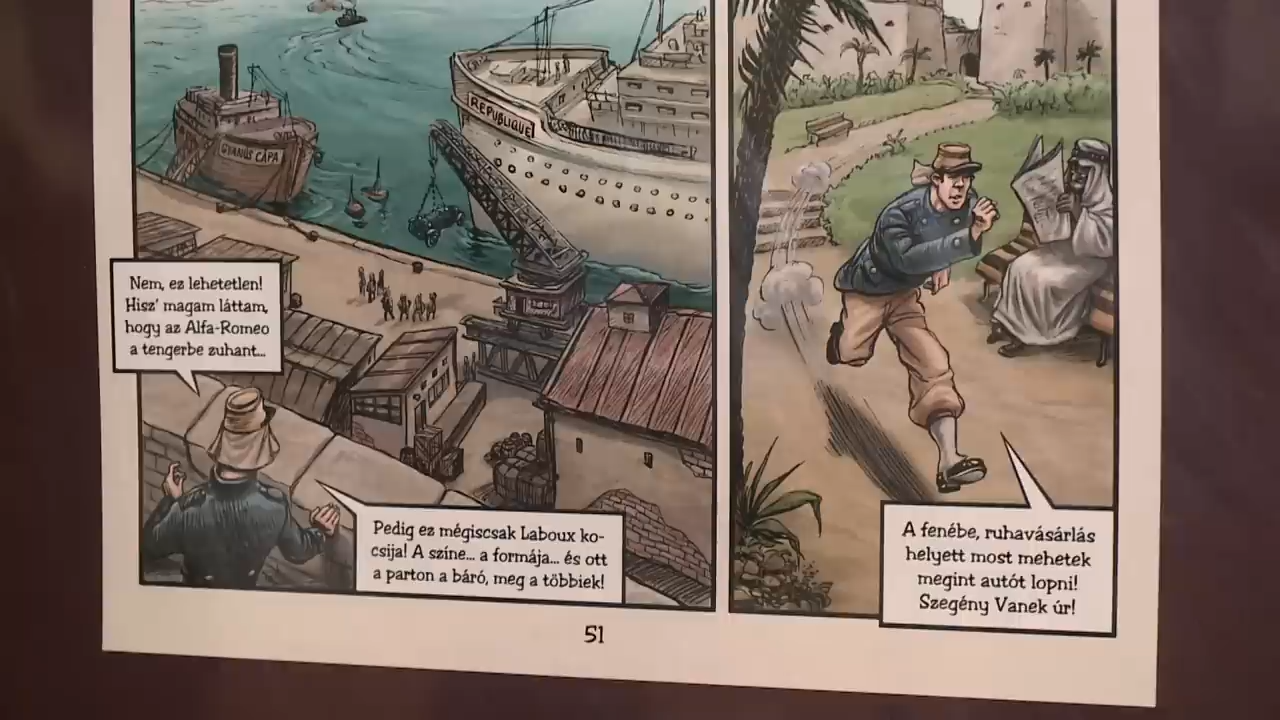 GYANÚS CÁPA
REPUBLIQUE
Nem, ez lehetetlen!
Hisz' magam láttam,
hogy az Alfa-Romeo
a tengerbe zuhant...
Pedig ez mégiscsak Laboux ko-
csija! A színe... a formája... és ott
a parton a báró, meg a többiek!
A fenébe, ruhavásárlás
helyett most mehetek
megint autót lopni!
Szegény Vanek úr!
51